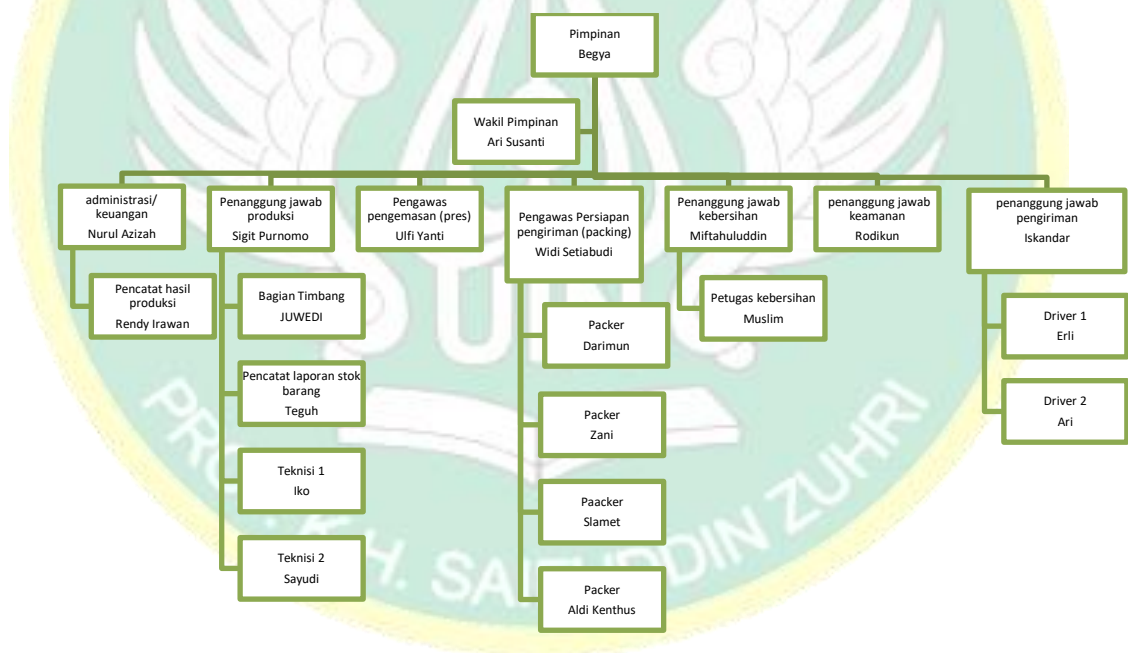 Pimpinan
Begya
Wakil Pimpinan
Ari Susanti
administrasi/
keuangan
Nurul Azizah
Penanggung jawab
produksi
Sigit Purnomo
Pengawas
pengemasan (pres)
Ulfi Yanti
Pengawas Persiapan
pengiriman (packing)
Widi Setiabudi
Penanggung jawab
kebersihan
Miftahuluddin
penanggung jawab
keamanan
Rodikun
penanggung jawab
pengiriman
Iskandar
Pencatat hasil
produksi
Rendy Irawan
Bagian Timbang
JUWEDI
Pencatat laporan stok
barang
Teguh
Teknisi 1
Iko
Teknisi 2
Sayudi
Packer
Darimun
Packer
Zani
Paacker
Slamet
Packer
Aldi Kenthus
Petugas kebersihan
Muslim
Driver 1
Erli
Driver 2
Ari
ZUHRI